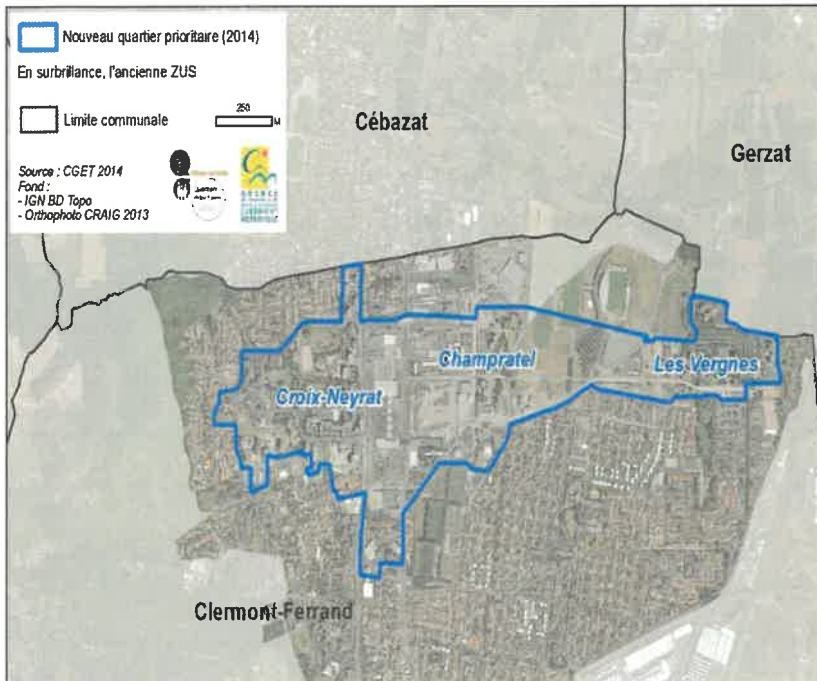 Nouveau quartier prioritaire (2014)
En surbrillance, l'ancienne ZUS
Limite communale
250
M
Source : CGET 2014
Fond :
- IGN BD Topo
- Orthophoto CRAIG 2013
Cébazat
Gerzat
Champratel
Les Vergnes
Croix-Neyrat
Clermont-Ferrand